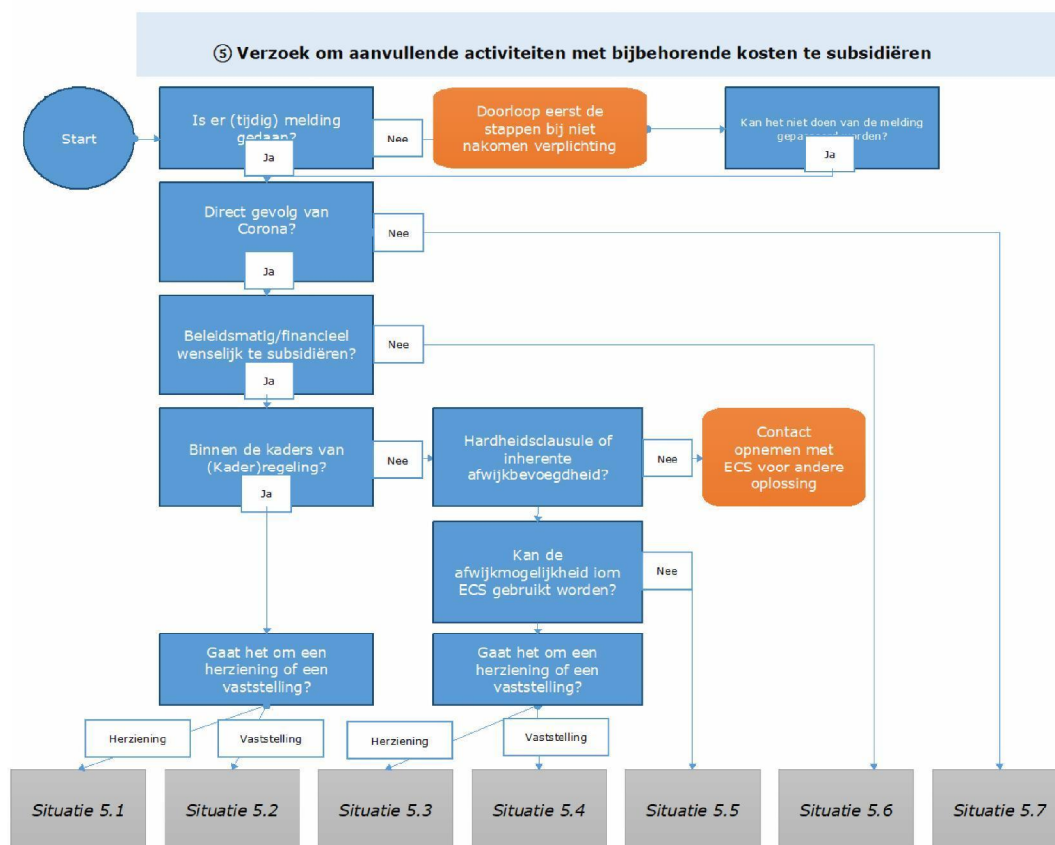 ⑤ Verzoek om aanvullende activiteiten met bijbehorende kosten te subsidiëren
Start
Is er (tijdig) melding
gedaan?
Nee
Ja
Doorloop eerst de
stappen bij niet
nakomen verplichting
Kan het niet doen van de melding
Ja
Direct gevolg van
Corona?
Nee
Ja
Beleidsmatig/financieel
wenselijk te subsidiëren?
Nee
Ja
Binnen de kaders van
(Kader)regeling?
Nee
Ja
Hardheidsclausule of
inherente
afwijkbevoegdheid?
Nee
Contact
opnemen met
ECS voor andere
oplossing
Kan de
afwijkmogelijkheid iom
ECS gebruikt worden?
Nee
Gaat het om een
herziening of een
vaststelling?
Gaat het om een
herziening of een
vaststelling?
Herziening
Vaststelling
Herziening
Vaststelling
Situatie 5.1
Situatie 5.2
Situatie 5.3
Situatie 5.4
Situatie 5.5
Situatie 5.6
Situatie 5.7